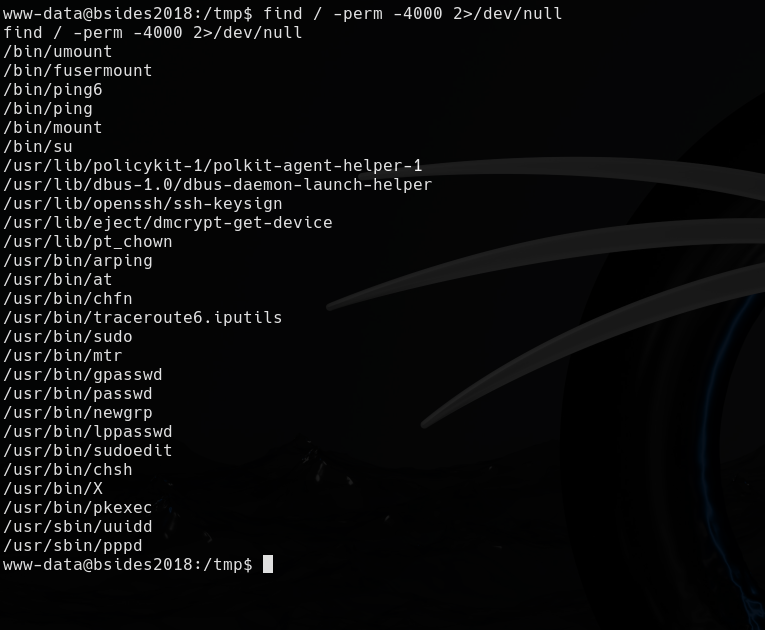 www-data@bsides2018:/tmp$ find / -perm -4000 2>/dev/null
find / -perm -4000 2>/dev/null
/bin/umount
/bin/fusermount
/bin/ping6
/bin/ping
/bin/mount
/bin/su
/usr/lib/policykit-1/polkit-agent-helper-1
/usr/lib/dbus-1.0/dbus-daemon-launch-helper
/usr/lib/openssh/ssh-keysign
/usr/lib/eject/dmcrypt-get-device
/usr/lib/pt_chown
/usr/bin/arping
/usr/bin/at
/usr/bin/chfn
/usr/bin/traceroute6.iputils
/usr/bin/sudo
/usr/bin/mtr
/usr/bin/gpasswd
/usr/bin/passwd
/usr/bin/newgrp
/usr/bin/lppasswd
/usr/bin/sudoedit
/usr/bin/chsh
/usr/bin/X
/usr/bin/pkexec
/usr/sbin/uuidd
/usr/sbin/pppd
www-data@bsides2018:/tmp$